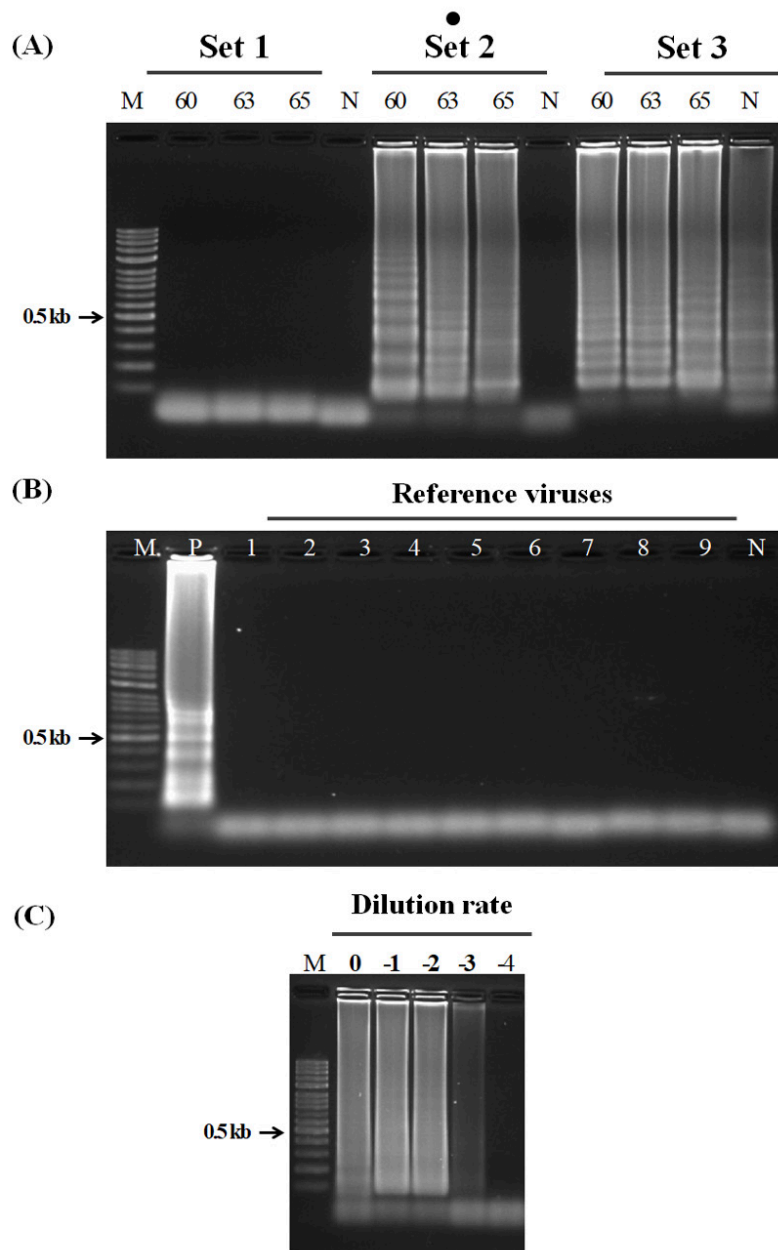 (A) Set 1 Set 2 Set 3
M 60 63 65 N 60 63 65 N 60 63 65 N
0.5 kb
(B) Reference viruses
M. P 1 2 3 4 5 6 7 8 9 N
0.5 kb
(C) Dilution rate
M 0 -1 -2 -3 -4
0.5 kb